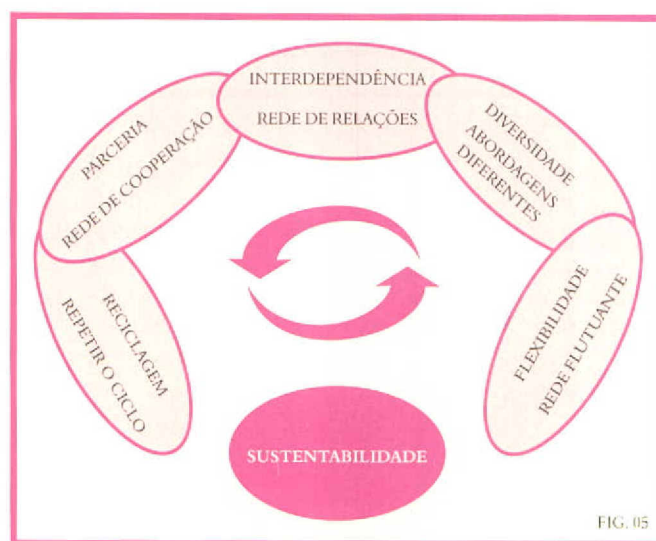 INTERDEPENDÊNCIA
REDE DE RELAÇÕES
PARCERIA
REDE DE COOPERAÇÃO
DIVERSIDADE
ABORDAGENS
DIFERENTES
RECICLAGEM
REPETIR O CICLO
FLEXIBILIDADE
REDE FLUTUANTE
SUSTENTABILIDADE
FIG. 05